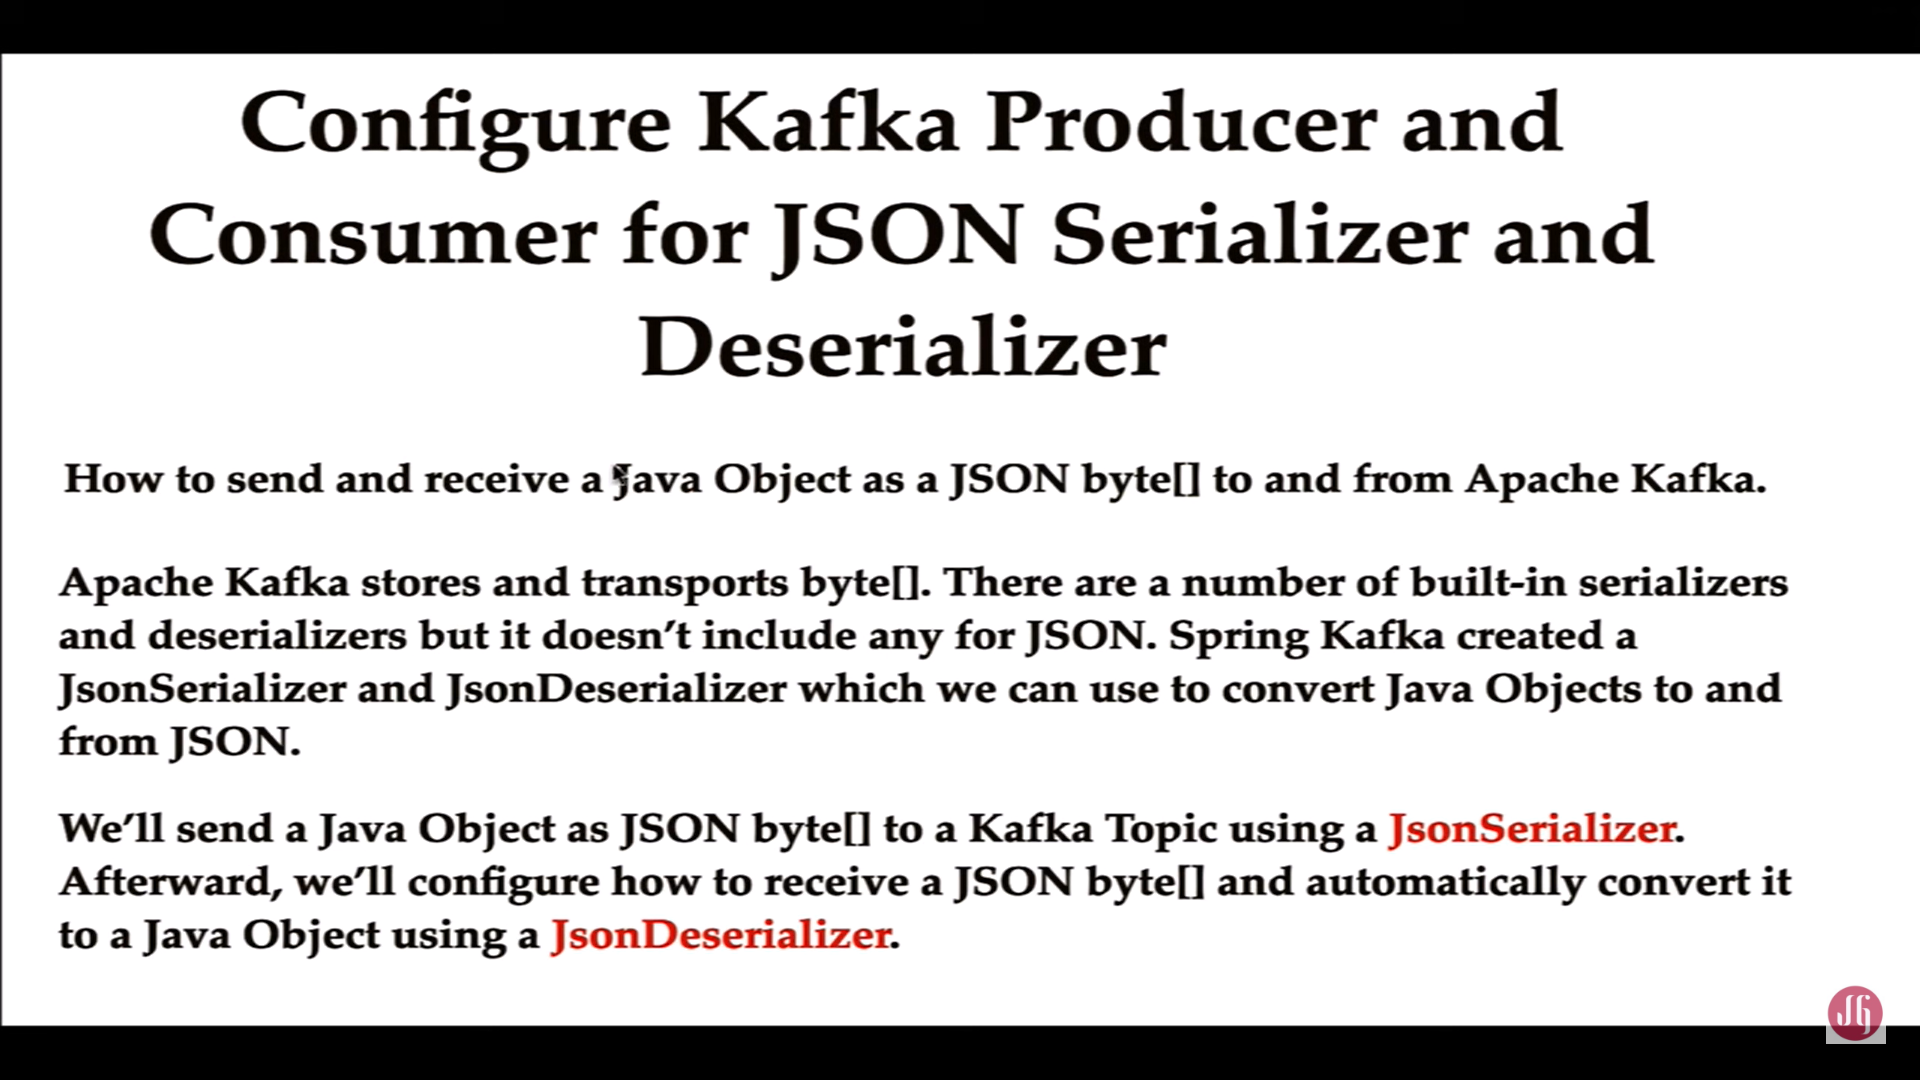 Configure Kafka Producer and
Consumer for JSON Serializer and
Deserializer
How to send and receive a Java Object as a JSON byte[] to and from Apache Kafka.
Apache Kafka stores and transports byte[]. There are a number of built-in serializers
and deserializers but it doesn’t include any for JSON. Spring Kafka created a
JsonSerializer and JsonDeserializer which we can use to convert Java Objects to and
from JSON.
We’ll send a Java Object as JSON byte[] to a Kafka Topic using a JsonSerializer.
Afterward, we’ll configure how to receive a JSON byte[] and automatically convert it
to a Java Object using a JsonDeserializer.